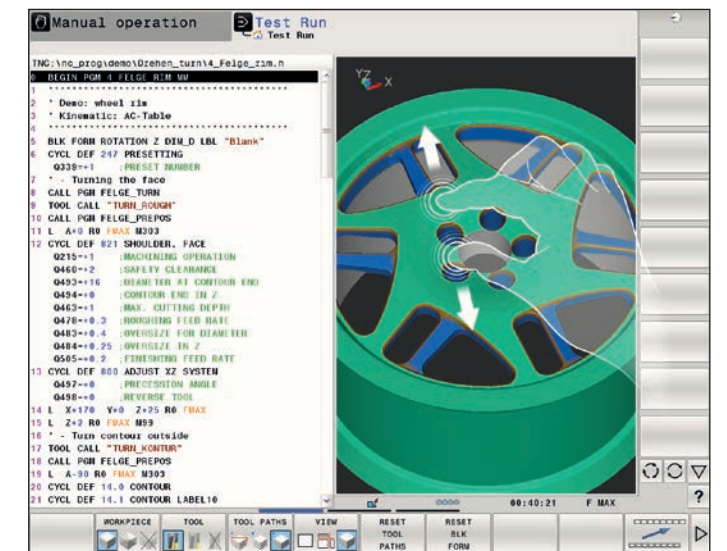 Manual operation
Test Run
Test Run
TNC:\nc_prog\demo\Drehen_turn\4_Felge_rim.h
0 BEGIN PGM 4_FELGE_RIM MM
1 ****************************************
2 * Demo: wheel rim
3 * Kinematic: AC-Table
4 ****************************************
5 BLK FORM ROTATION Z DIM_D LBL "Blank"
6 CYCL DEF 247 PRESETTING
Q339=+1 ;PRESET NUMBER
7 * - Turning the face
8 CALL PGM FELGE_TURN
9 TOOL CALL "TURN_ROUGH"
10 CALL PGM FELGE_PREPOS
11 L A+0 R0 FMAX M303
12 CYCL DEF 821 SHOULDER, FACE
Q215=+1 ;MACHINING OPERATION
Q460=+2 ;SAFETY CLEARANCE
Q493=+16 ;DIAMETER AT CONTOUR END
Q494=+0 ;CONTOUR END IN Z
Q463=+1 ;MAX. CUTTING DEPTH
Q478=+0.3 ;ROUGHING FEED RATE
Q483=+0.4 ;OVERSIZE FOR DIAMETER
Q484=+0.25 ;OVERSIZE IN Z
Q505=+0.2 ;FINISHING FEED RATE
13 CYCL DEF 800 ADJUST XZ SYSTEM
Q497=+0 ;PRECESSION ANGLE
Q498=+0 ;REVERSE TOOL
14 L X+170 Y+0 Z+25 R0 FMAX
15 L Z+2 R0 FMAX M99
16 * - Turn contour outside
17 TOOL CALL "TURN_KONTUR"
18 CALL PGM FELGE_PREPOS
19 L A-90 R0 FMAX M303
20 CYCL DEF 14.0 CONTOUR
21 CYCL DEF 14.1 CONTOUR LABEL10
YZ X
00:40:21 F MAX
?
WORKPIECE TOOL TOOL PATHS VIEW
RESET TOOL PATHS
RESET BLK FORM